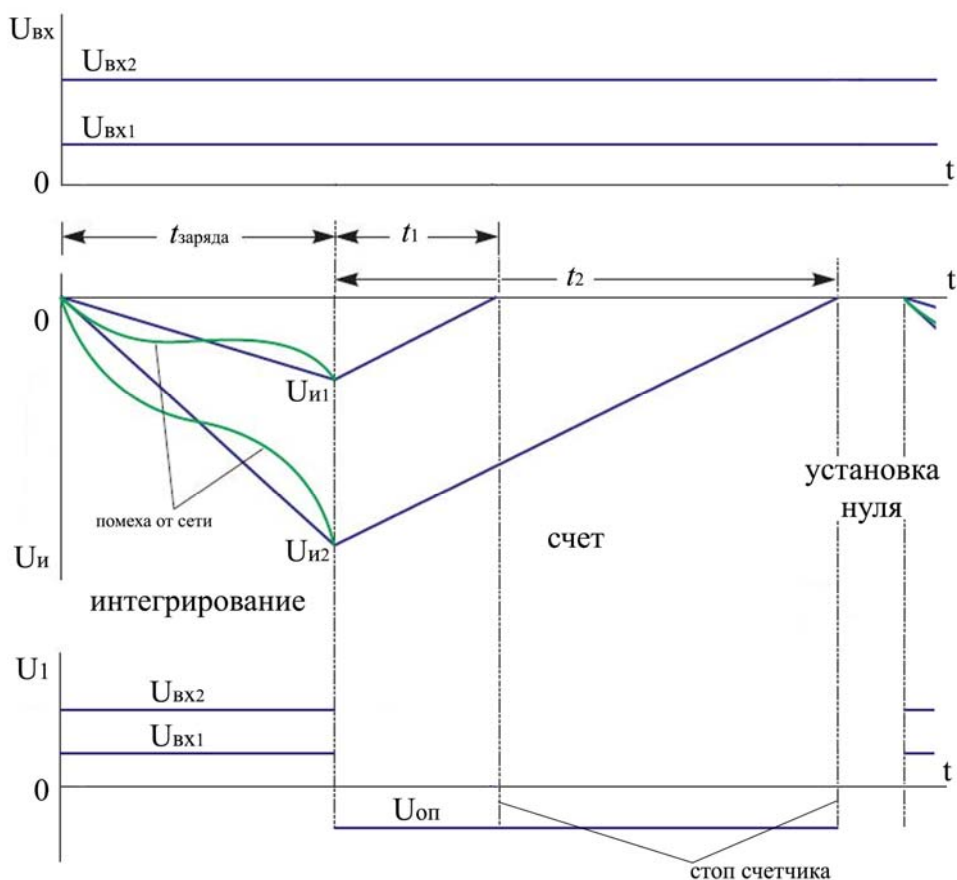 Uвх
Uвх2
Uвх1
0
t
tзаряда
t1
t2
t
0
Uи1
помеха от сети
Uи2
Uи
установка
нуля
счет
интегрирование
U1
Uвх2
Uвх1
0
t
Uоп
стоп счетчика